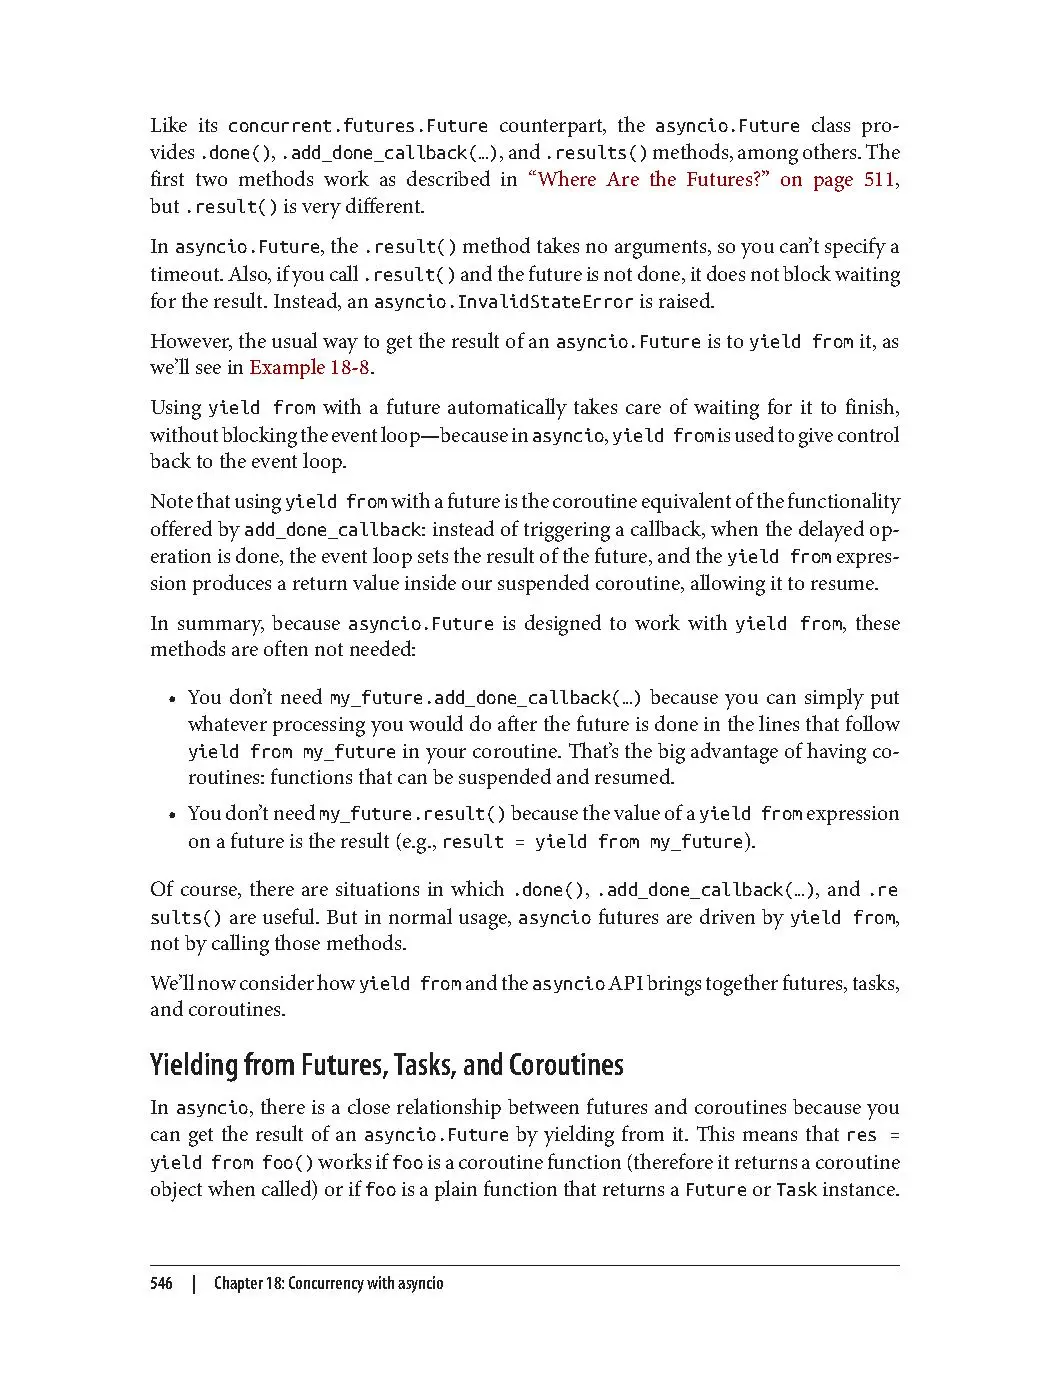 Like its concurrent.futures.Future counterpart, the asyncio.Future class pro-
vides .done(), .add_done_callback(…), and .results() methods, among others. The
first two methods work as described in “Where Are the Futures?” on page 511,
but .result() is very different.
In asyncio.Future, the .result() method takes no arguments, so you can’t specify a
timeout. Also, if you call .result() and the future is not done, it does not block waiting
for the result. Instead, an asyncio.InvalidStateError is raised.
However, the usual way to get the result of an asyncio.Future is to yield from it, as
we’ll see in Example 18-8.
Using yield from with a future automatically takes care of waiting for it to finish,
without blocking the event loop—because in asyncio, yield from is used to give control
back to the event loop.
Note that using yield from with a future is the coroutine equivalent of the functionality
offered by add_done_callback: instead of triggering a callback, when the delayed op-
eration is done, the event loop sets the result of the future, and the yield from expres-
sion produces a return value inside our suspended coroutine, allowing it to resume.
In summary, because asyncio.Future is designed to work with yield from, these
methods are often not needed:
• You don’t need my_future.add_done_callback(…) because you can simply put
whatever processing you would do after the future is done in the lines that follow
yield from my_future in your coroutine. That’s the big advantage of having co-
routines: functions that can be suspended and resumed.
• You don’t need my_future.result() because the value of a yield from expression
on a future is the result (e.g., result = yield from my_future).
Of course, there are situations in which .done(), .add_done_callback(…), and .re
sults() are useful. But in normal usage, asyncio futures are driven by yield from,
not by calling those methods.
We’ll now consider how yield from and the asyncio API brings together futures, tasks,
and coroutines.
Yielding from Futures, Tasks, and Coroutines
In asyncio, there is a close relationship between futures and coroutines because you
can get the result of an asyncio.Future by yielding from it. This means that res =
yield from foo() works if foo is a coroutine function (therefore it returns a coroutine
object when called) or if foo is a plain function that returns a Future or Task instance.
546 | Chapter 18: Concurrency with asyncio